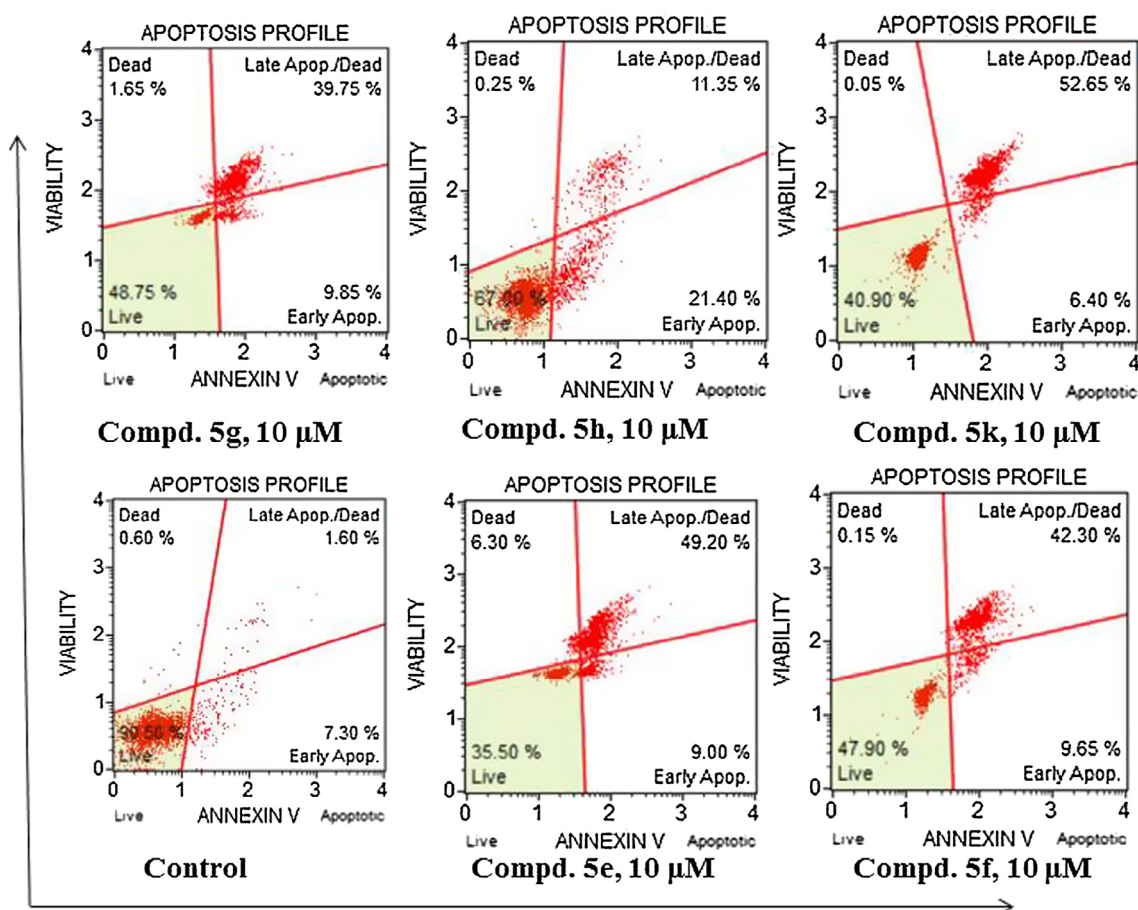 APOPTOSIS PROFILE
4
3
2
1
0
VIABILITY
Dead
1.65 %
Late Apop./Dead
39.75 %
48.75 %
Live
9.85 %
Early Apop.
0 1 2 3 4
Live ANNEXIN V Apoptotic
Compd. 5g, 10 µM
APOPTOSIS PROFILE
4
3
2
1
0
VIABILITY
Dead
0.25 %
Late Apop./Dead
11.35 %
67.00 %
Live
21.40 %
Early Apop.
0 1 2 3 4
Live ANNEXIN V Apoptotic
Compd. 5h, 10 µM
APOPTOSIS PROFILE
4
3
2
1
0
VIABILITY
Dead
0.05 %
Late Apop./Dead
52.65 %
40.90 %
Live
6.40 %
Early Apop.
0 1 2 3 4
Live ANNEXIN V Apoptotic
Compd. 5k, 10 µM
APOPTOSIS PROFILE
4
3
2
1
0
VIABILITY
Dead
0.60 %
Late Apop./Dead
1.60 %
90.50 %
Live
7.30 %
Early Apop.
0 1 2 3 4
Live ANNEXIN V Apoptotic
Control
APOPTOSIS PROFILE
4
3
2
1
0
VIABILITY
Dead
6.30 %
Late Apop./Dead
49.20 %
35.50 %
Live
9.00 %
Early Apop.
0 1 2 3 4
Live ANNEXIN V Apoptotic
Compd. 5e, 10 µM
APOPTOSIS PROFILE
4
3
2
1
0
VIABILITY
Dead
0.15 %
Late Apop./Dead
42.30 %
47.90 %
Live
9.65 %
Early Apop.
0 1 2 3 4
Live ANNEXIN V Apoptotic
Compd. 5f, 10 µM